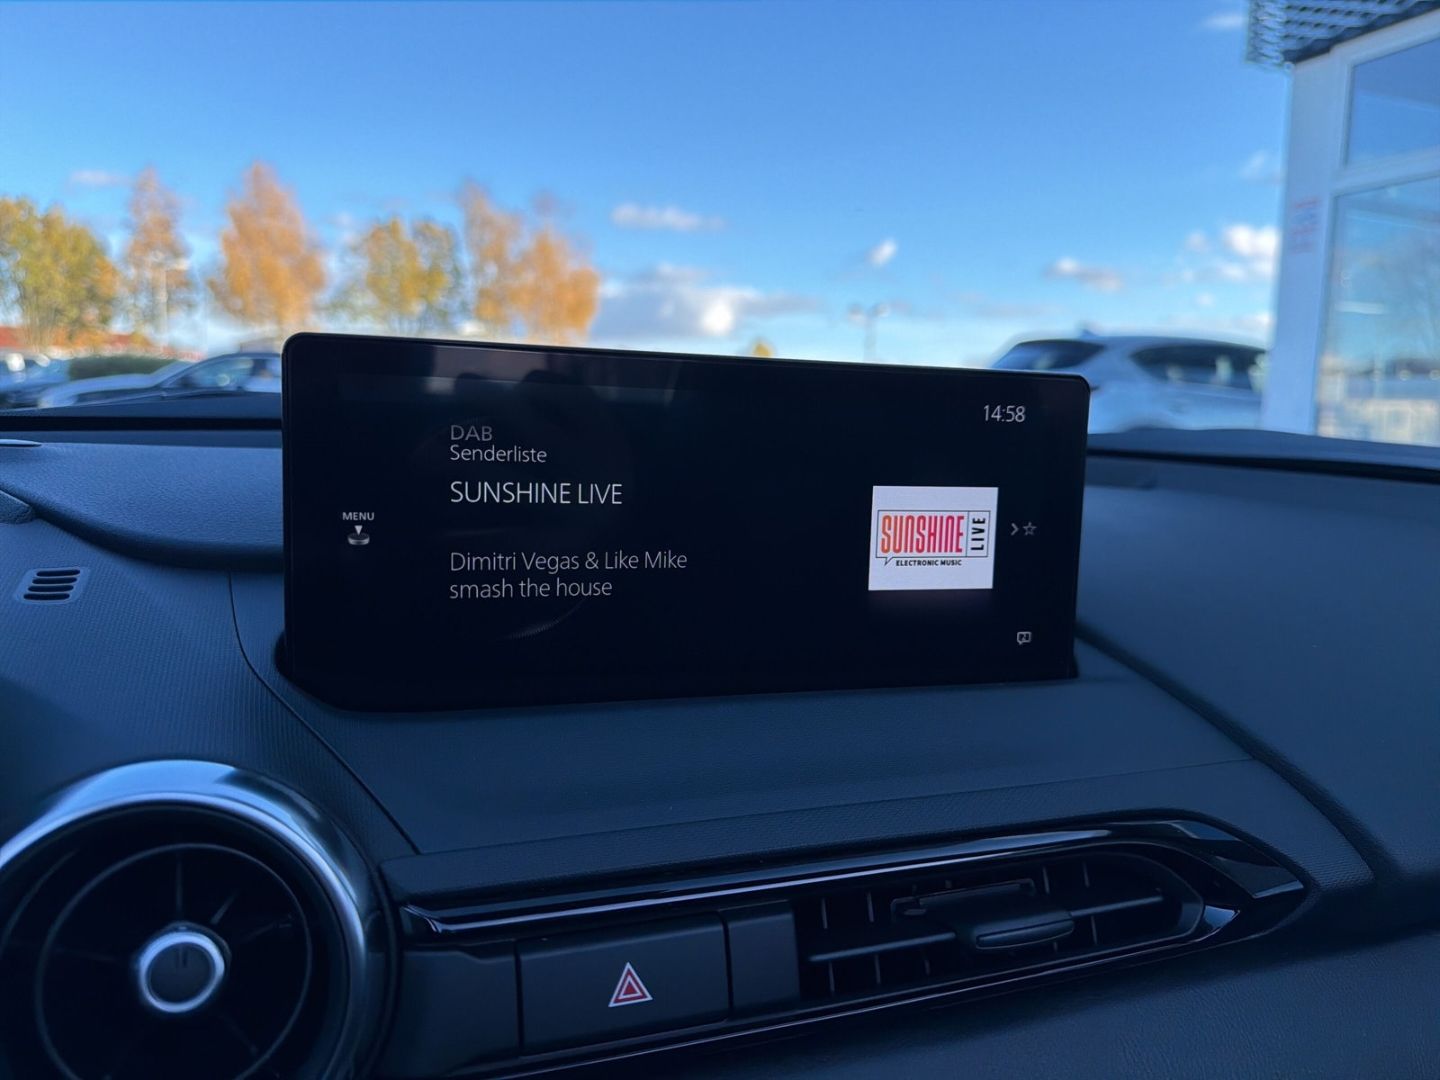 14:58
DAB
Senderliste
SUNSHINE LIVE
MENU
SUNSHINE LIVE
ELECTRONIC MUSIC
Dimitri Vegas & Like Mike
smash the house